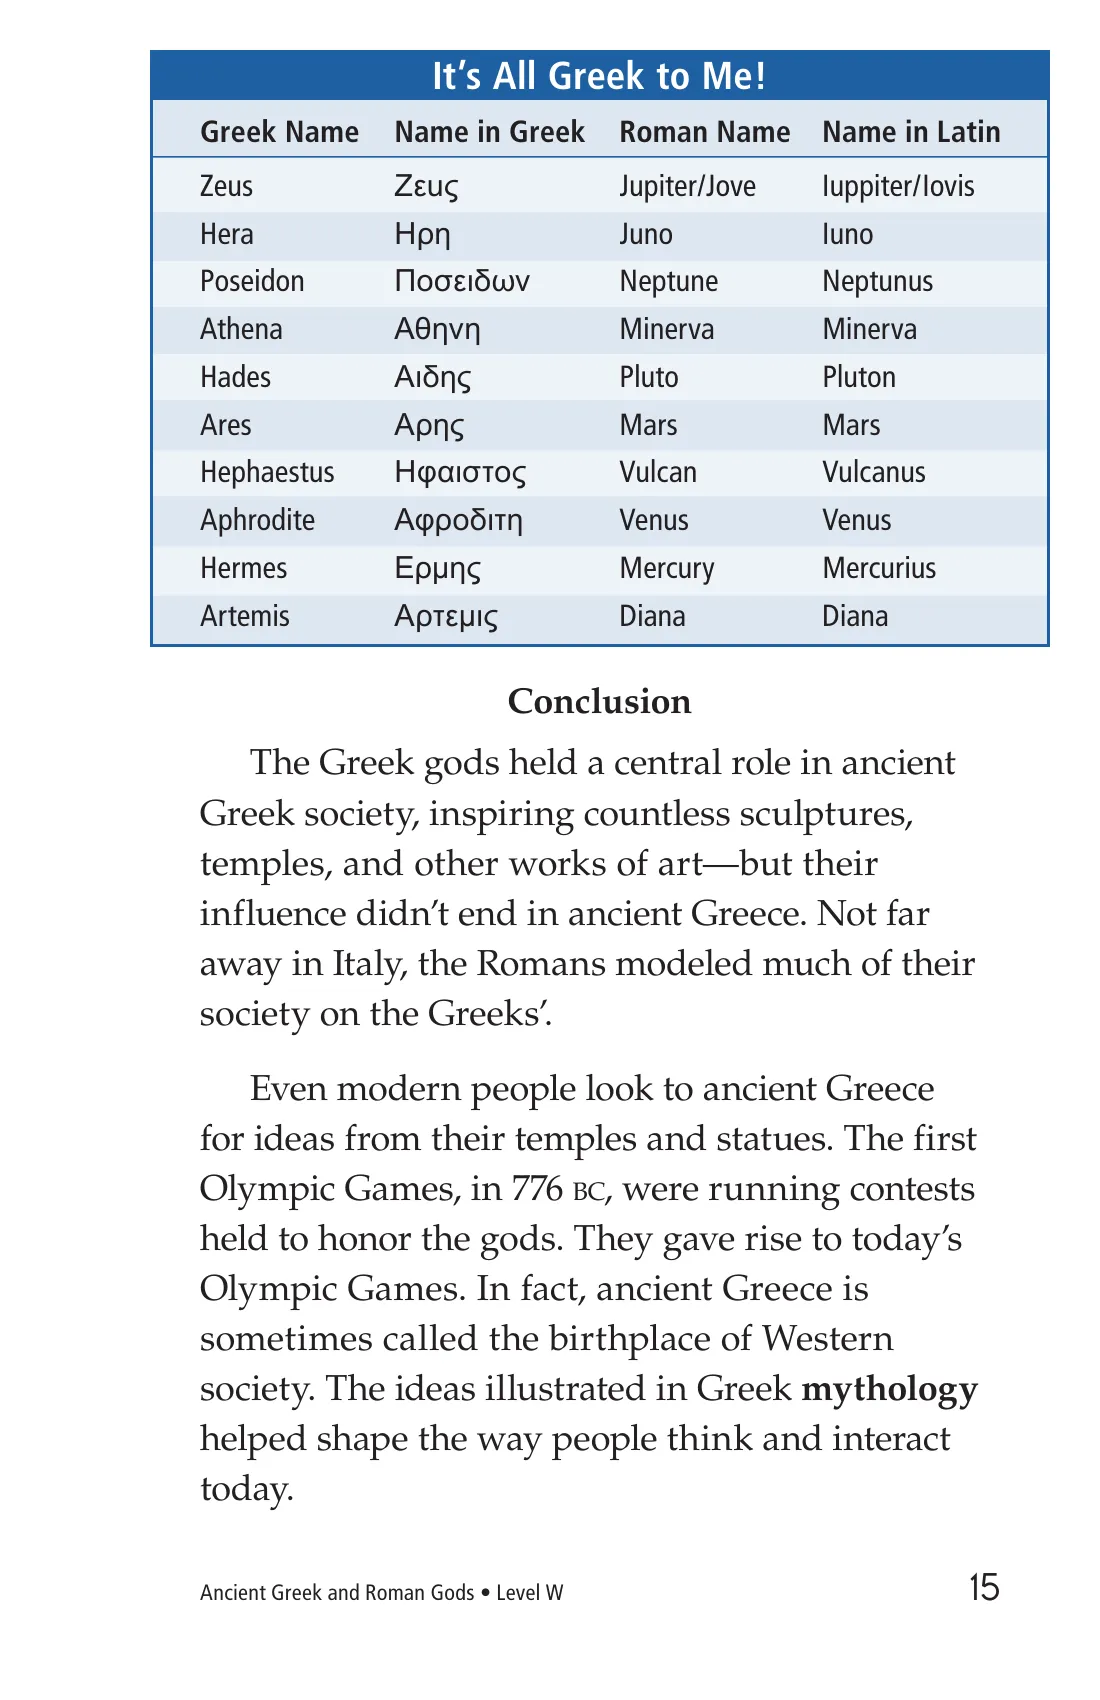 It’s All Greek to Me!
Greek Name Name in Greek Roman Name Name in Latin
Zeus Ζευς Jupiter/Jove Iuppiter/Iovis
Hera Ηρη Juno Iuno
Poseidon Ποσειδων Neptune Neptunus
Athena Αθηνη Minerva Minerva
Hades Αιδης Pluto Pluton
Ares Αρης Mars Mars
Hephaestus Ηφαιστος Vulcan Vulcanus
Aphrodite Αφροδιτη Venus Venus
Hermes Ερμης Mercury Mercurius
Artemis Αρτεμις Diana Diana
Conclusion
The Greek gods held a central role in ancient
Greek society, inspiring countless sculptures,
temples, and other works of art—but their
influence didn’t end in ancient Greece. Not far
away in Italy, the Romans modeled much of their
society on the Greeks’.
Even modern people look to ancient Greece
for ideas from their temples and statues. The first
Olympic Games, in 776 BC, were running contests
held to honor the gods. They gave rise to today’s
Olympic Games. In fact, ancient Greece is
sometimes called the birthplace of Western
society. The ideas illustrated in Greek mythology
helped shape the way people think and interact
today.
Ancient Greek and Roman Gods • Level W 15